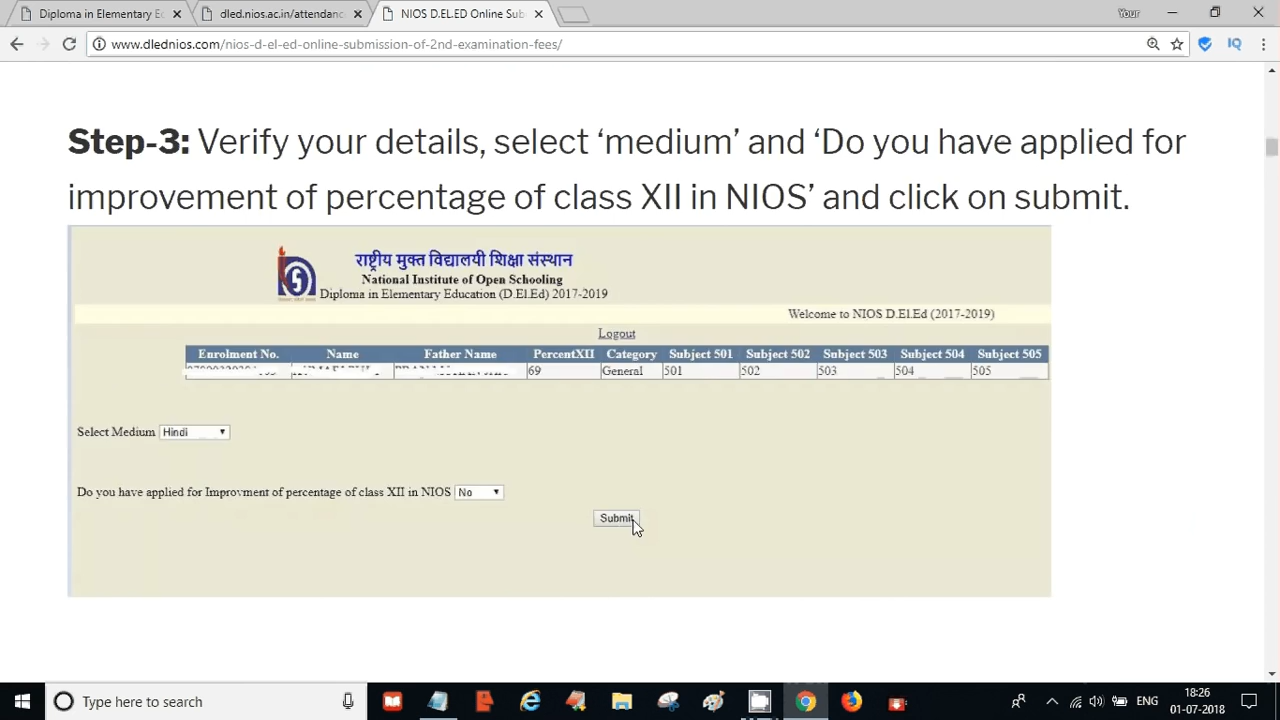 Diploma in Elementary E
dled.nios.ac.in/attendanc
NIOS D.EL.ED Online Sub
Your
www.dlednios.com/nios-d-el-ed-online-submission-of-2nd-examination-fees/
Step-3: Verify your details, select ‘medium’ and ‘Do you have applied for
improvement of percentage of class XII in NIOS’ and click on submit.
राष्ट्रीय मुक्त विद्यालयी शिक्षा संस्थान
National Institute of Open Schooling
Diploma in Elementary Education (D.El.Ed) 2017-2019
Welcome to NIOS D.El.Ed (2017-2019)
Logout
Enrolment No. Name Father Name PercentXII Category Subject 501 Subject 502 Subject 503 Subject 504 Subject 505
69 General 501 502 503 504 505
Select Medium Hindi
Do you have applied for Improvment of percentage of class XII in NIOS No
Submit
Type here to search
ENG
18:26
01-07-2018